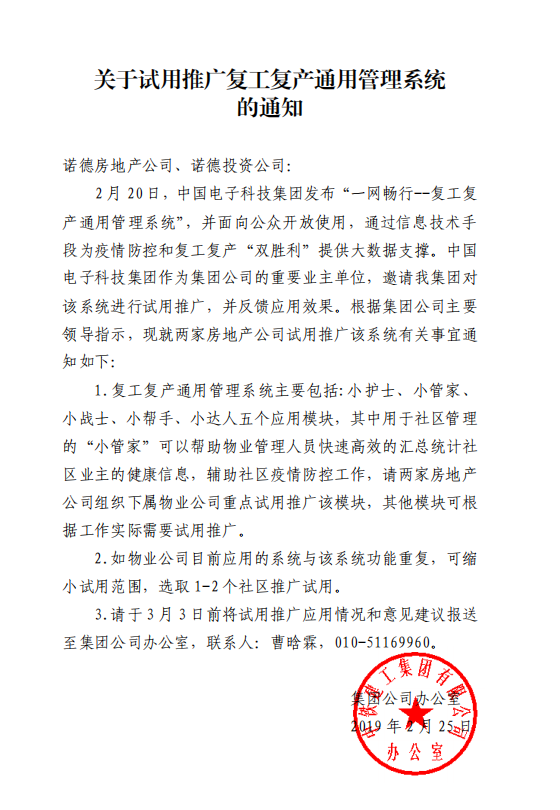 关于试用推广复工复产通用管理系统
的通知
诺德房地产公司、诺德投资公司：
2月20日，中国电子科技集团发布“一网畅行--复工复
产通用管理系统”，并面向公众开放使用，通过信息技术手
段为疫情防控和复工复产“双胜利”提供大数据支撑。中国
电子科技集团作为集团公司的重要业主单位，邀请我集团对
该系统进行试用推广，并反馈应用效果。根据集团公司主要
领导指示，现就两家房地产公司试用推广该系统有关事宜通
知如下：
1.复工复产通用管理系统主要包括:小护士、小管家、
小战士、小帮手、小达人五个应用模块，其中用于社区管理
的“小管家”可以帮助物业管理人员快速高效的汇总统计社
区业主的健康信息，辅助社区疫情防控工作，请两家房地产
公司组织下属物业公司重点试用推广该模块，其他模块可根
据工作实际需要试用推广。
2.如物业公司目前应用的系统与该系统功能重复，可缩
小试用范围，选取1-2个社区推广试用。
3.请于3月3日前将试用推广应用情况和意见建议报送
至集团公司办公室，联系人：曹晗霖，010-51169960。
集团公司办公室
2019年2月25日
中铁建工集团有限公司
办公室